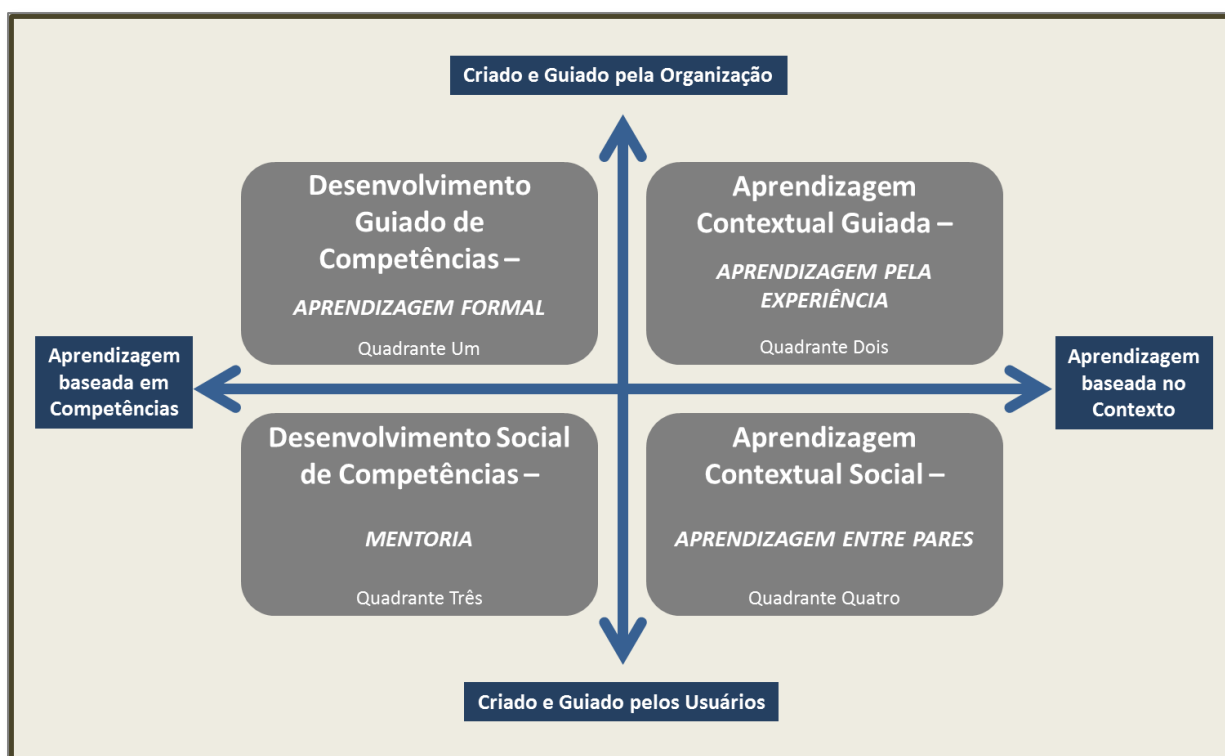 Criado e Guiado pela Organização
Desenvolvimento
Guiado de
Competências –
APRENDIZAGEM FORMAL
Quadrante Um
Aprendizagem
Contextual Guiada –
APRENDIZAGEM PELA
EXPERIÊNCIA
Quadrante Dois
Aprendizagem
baseada em
Competências
Aprendizagem
baseada no
Contexto
Desenvolvimento Social
de Competências –
MENTORIA
Quadrante Três
Aprendizagem
Contextual Social –
APRENDIZAGEM ENTRE PARES
Quadrante Quatro
Criado e Guiado pelos Usuários